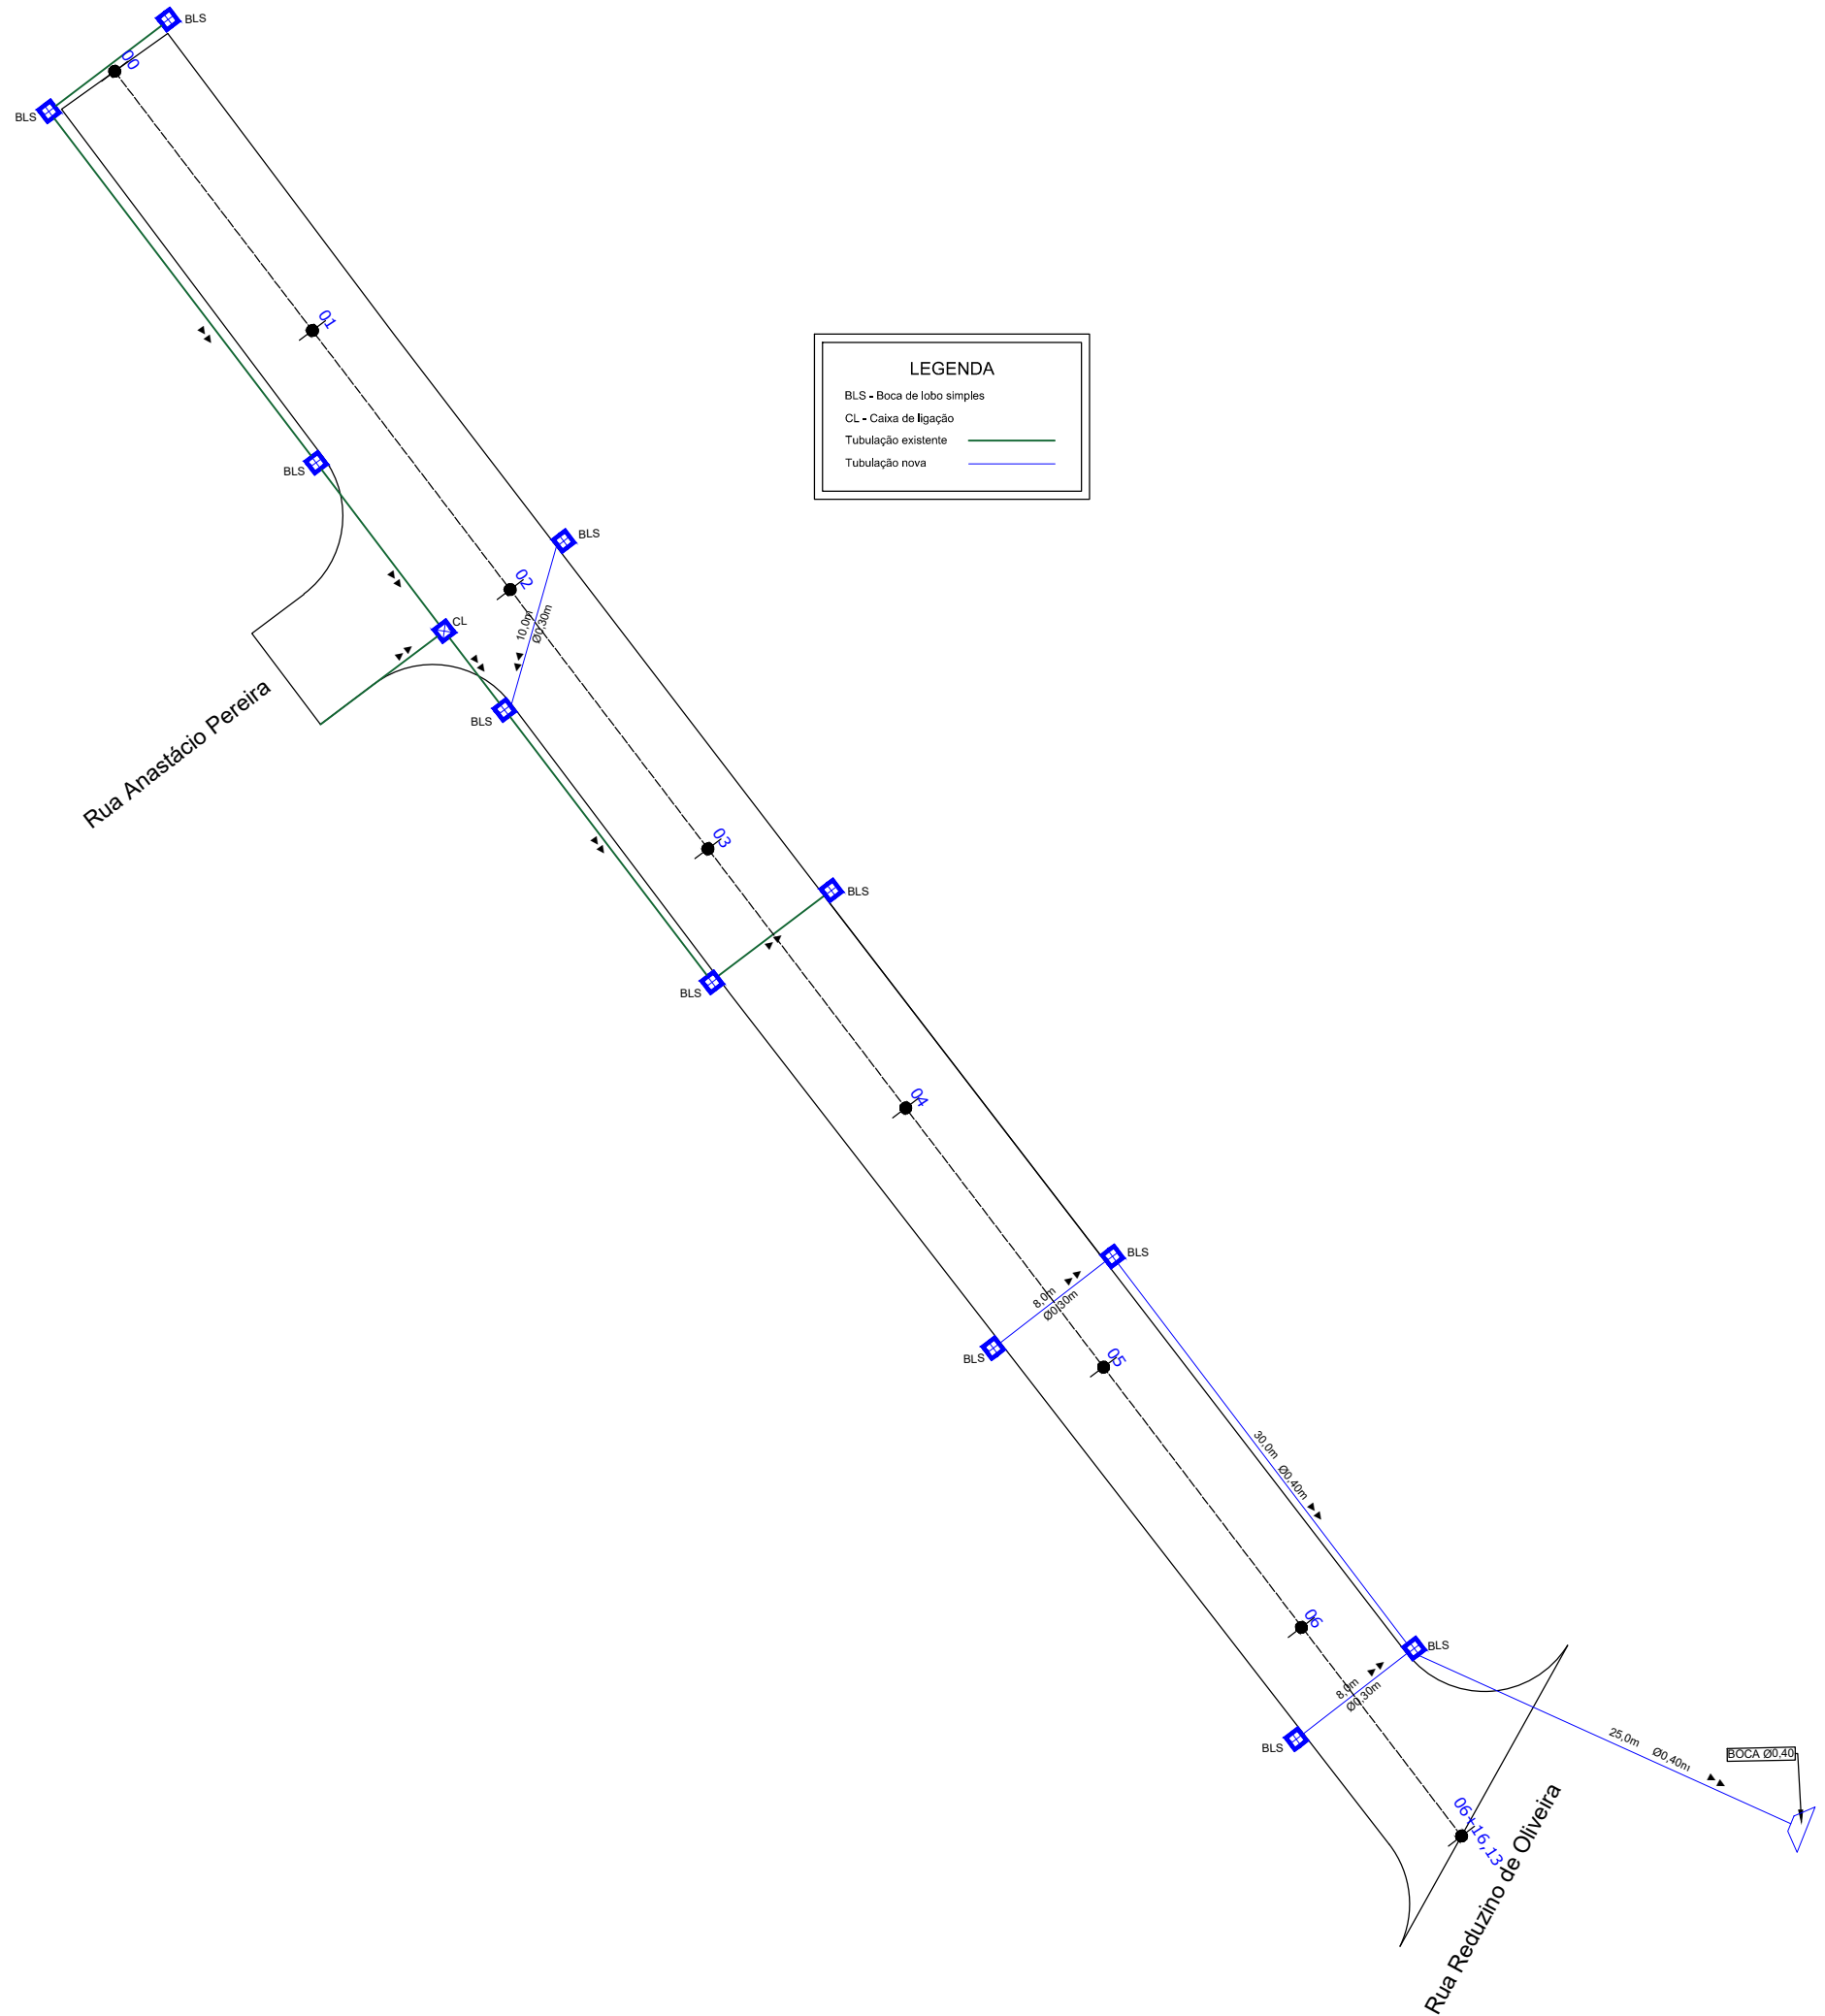 BLS
00
BLS
01
LEGENDA
BLS - Boca de lobo simples
CL - Caixa de ligação
Tubulação existente
Tubulação nova
BLS
BLS
02
10,0m
Ø0,30m
CL
Rua Anastácio Pereira
BLS
03
BLS
BLS
04
BLS
8,0m
Ø0,30m
BLS
05
30,0m Ø0,40m
06
BLS
8,0m
Ø0,30m
BLS
25,0m Ø0,40m
BOCA Ø0,40
06+16,13
Rua Reduzino de Oliveira